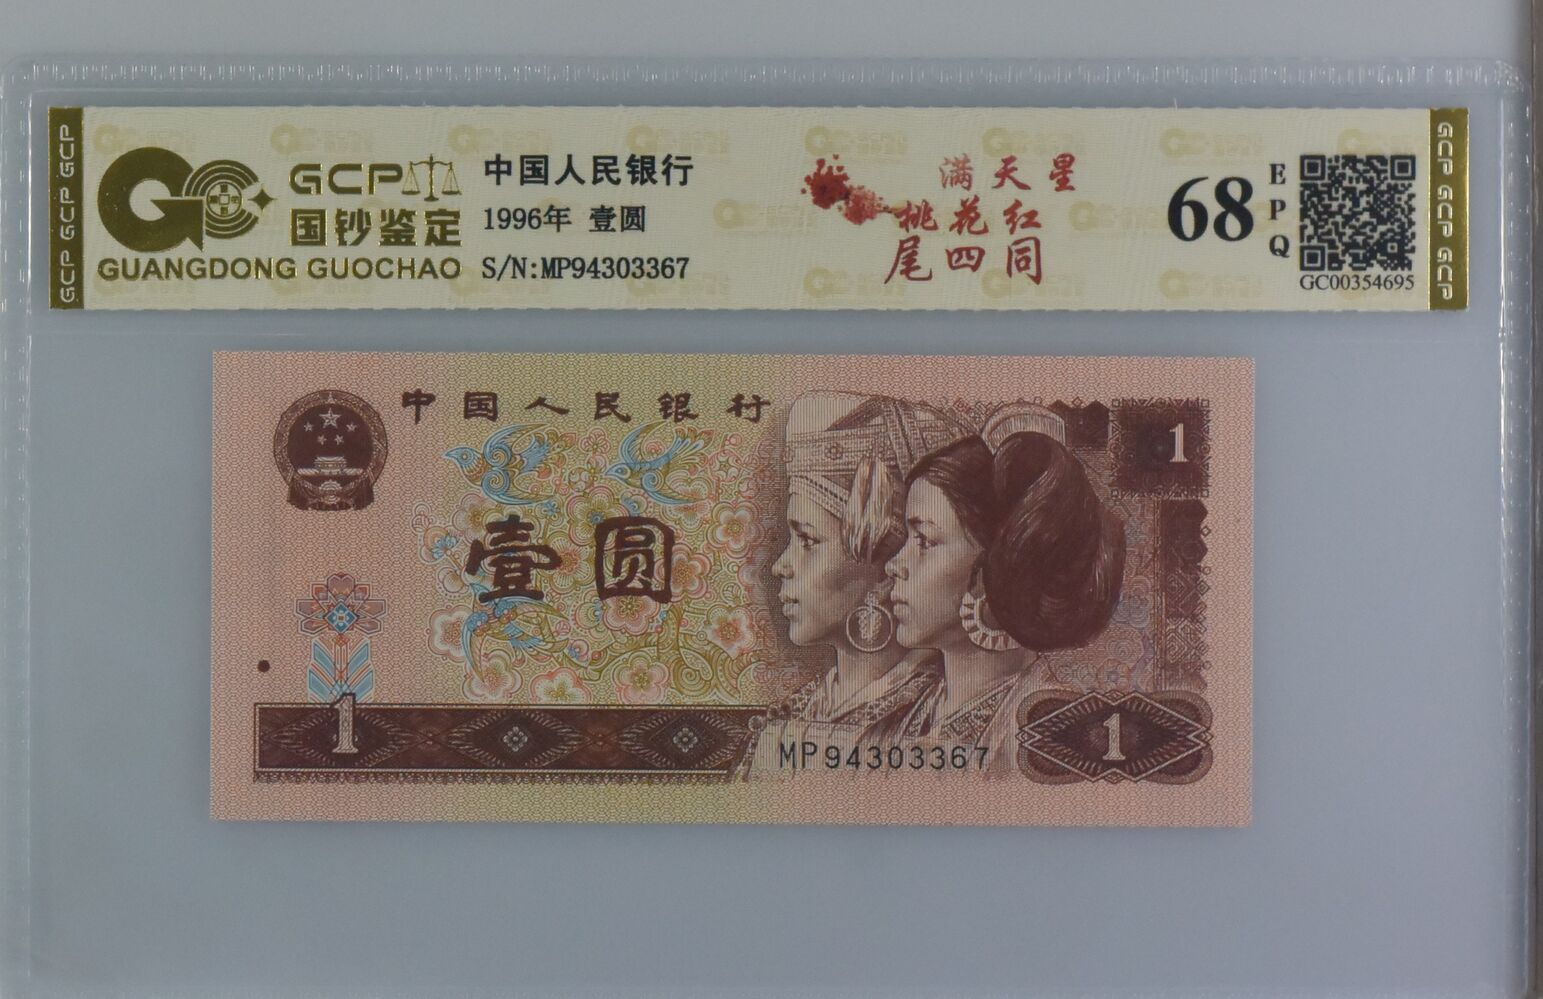 GCP GCP GCP
GCP
国钞鉴定
GUANGDONG GUOCHAO
中国人民银行
1996年 壹圆
S/N:MP94303367
满天星
桃花红
尾四同
68
EPQ
GC00354695
GCP GCP GCP
中国人民银行
1
壹圆
1
MP94303367
1